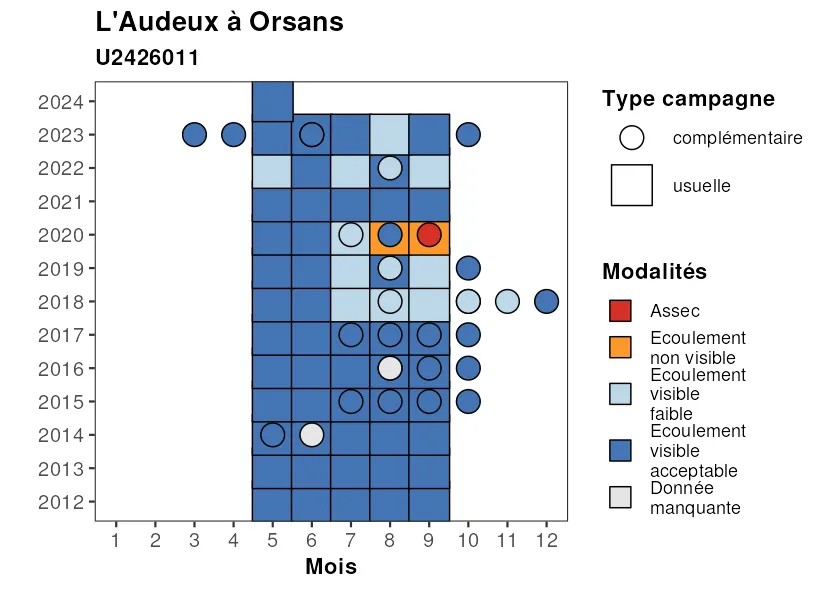 L'Audeux à Orsans
U2426011
2024
2023
2022
2021
2020
2019
2018
2017
2016
2015
2014
2013
2012
1 2 3 4 5 6 7 8 9 10 11 12
Mois
Type campagne
complémentaire
usuelle
Modalités
Assec
Ecoulement
non visible
Ecoulement
visible
faible
Ecoulement
visible
acceptable
Donnée
manquante